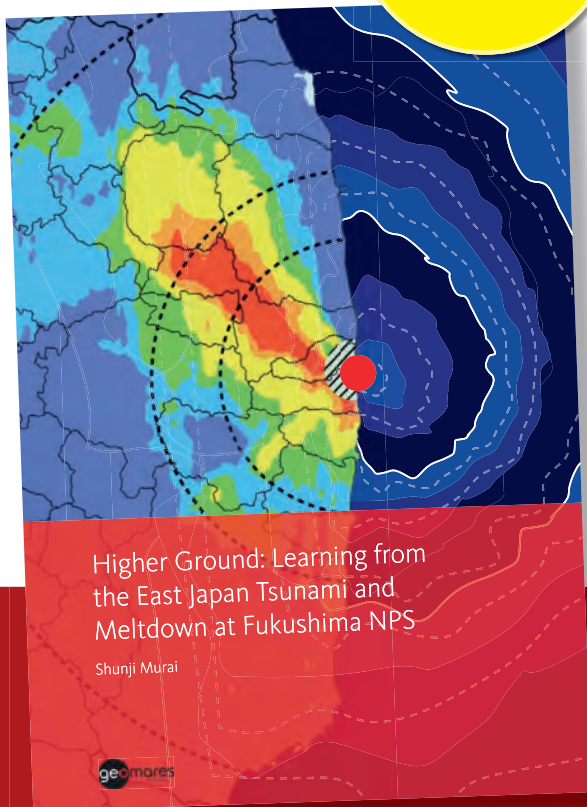 Higher Ground: Learning from
the East Japan Tsunami and
Meltdown at Fukushima NPS
Shunji Murai
geomares